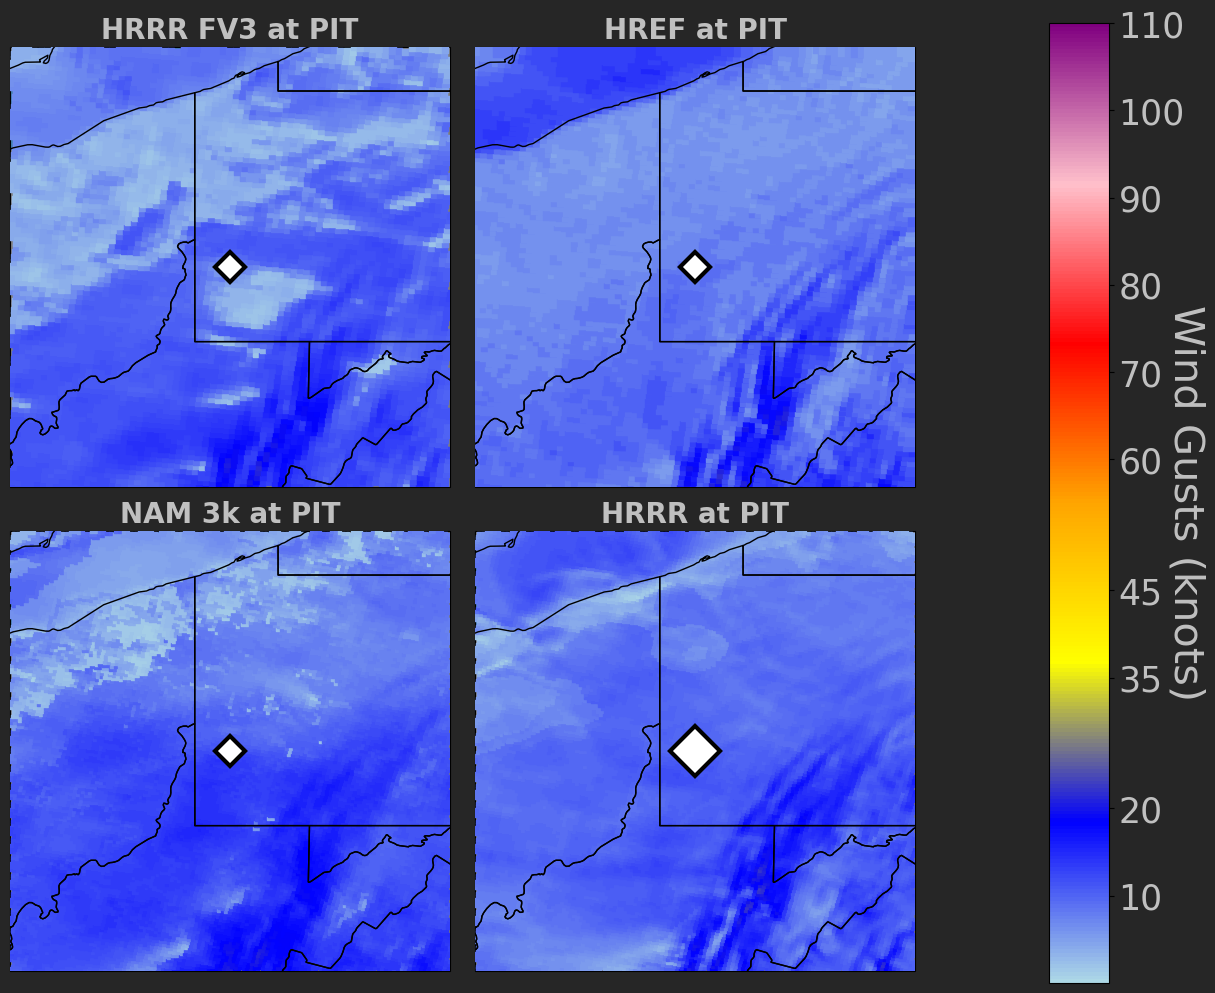 HRRR FV3 at PIT
HREF at PIT
NAM 3k at PIT
HRRR at PIT
110
100
90
80
70
60
45
35
20
10
Wind Gusts (knots)